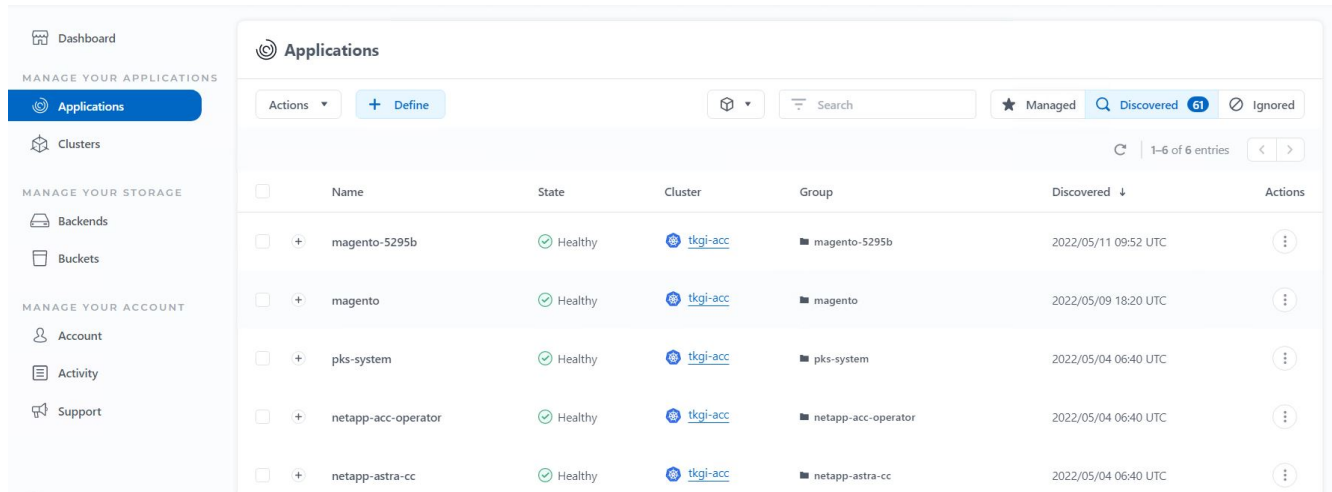 Dashboard
Applications
MANAGE YOUR APPLICATIONS
Applications
Clusters
MANAGE YOUR STORAGE
Backends
Buckets
MANAGE YOUR ACCOUNT
Account
Activity
Support
Actions + Define Search Managed Discovered 61 Ignored
1–6 of 6 entries
Name State Cluster Group Discovered ↓ Actions
magento-5295b Healthy tkgi-acc magento-5295b 2022/05/11 09:52 UTC
magento Healthy tkgi-acc magento 2022/05/09 18:20 UTC
pks-system Healthy tkgi-acc pks-system 2022/05/04 06:40 UTC
netapp-acc-operator Healthy tkgi-acc netapp-acc-operator 2022/05/04 06:40 UTC
netapp-astra-cc Healthy tkgi-acc netapp-astra-cc 2022/05/04 06:40 UTC